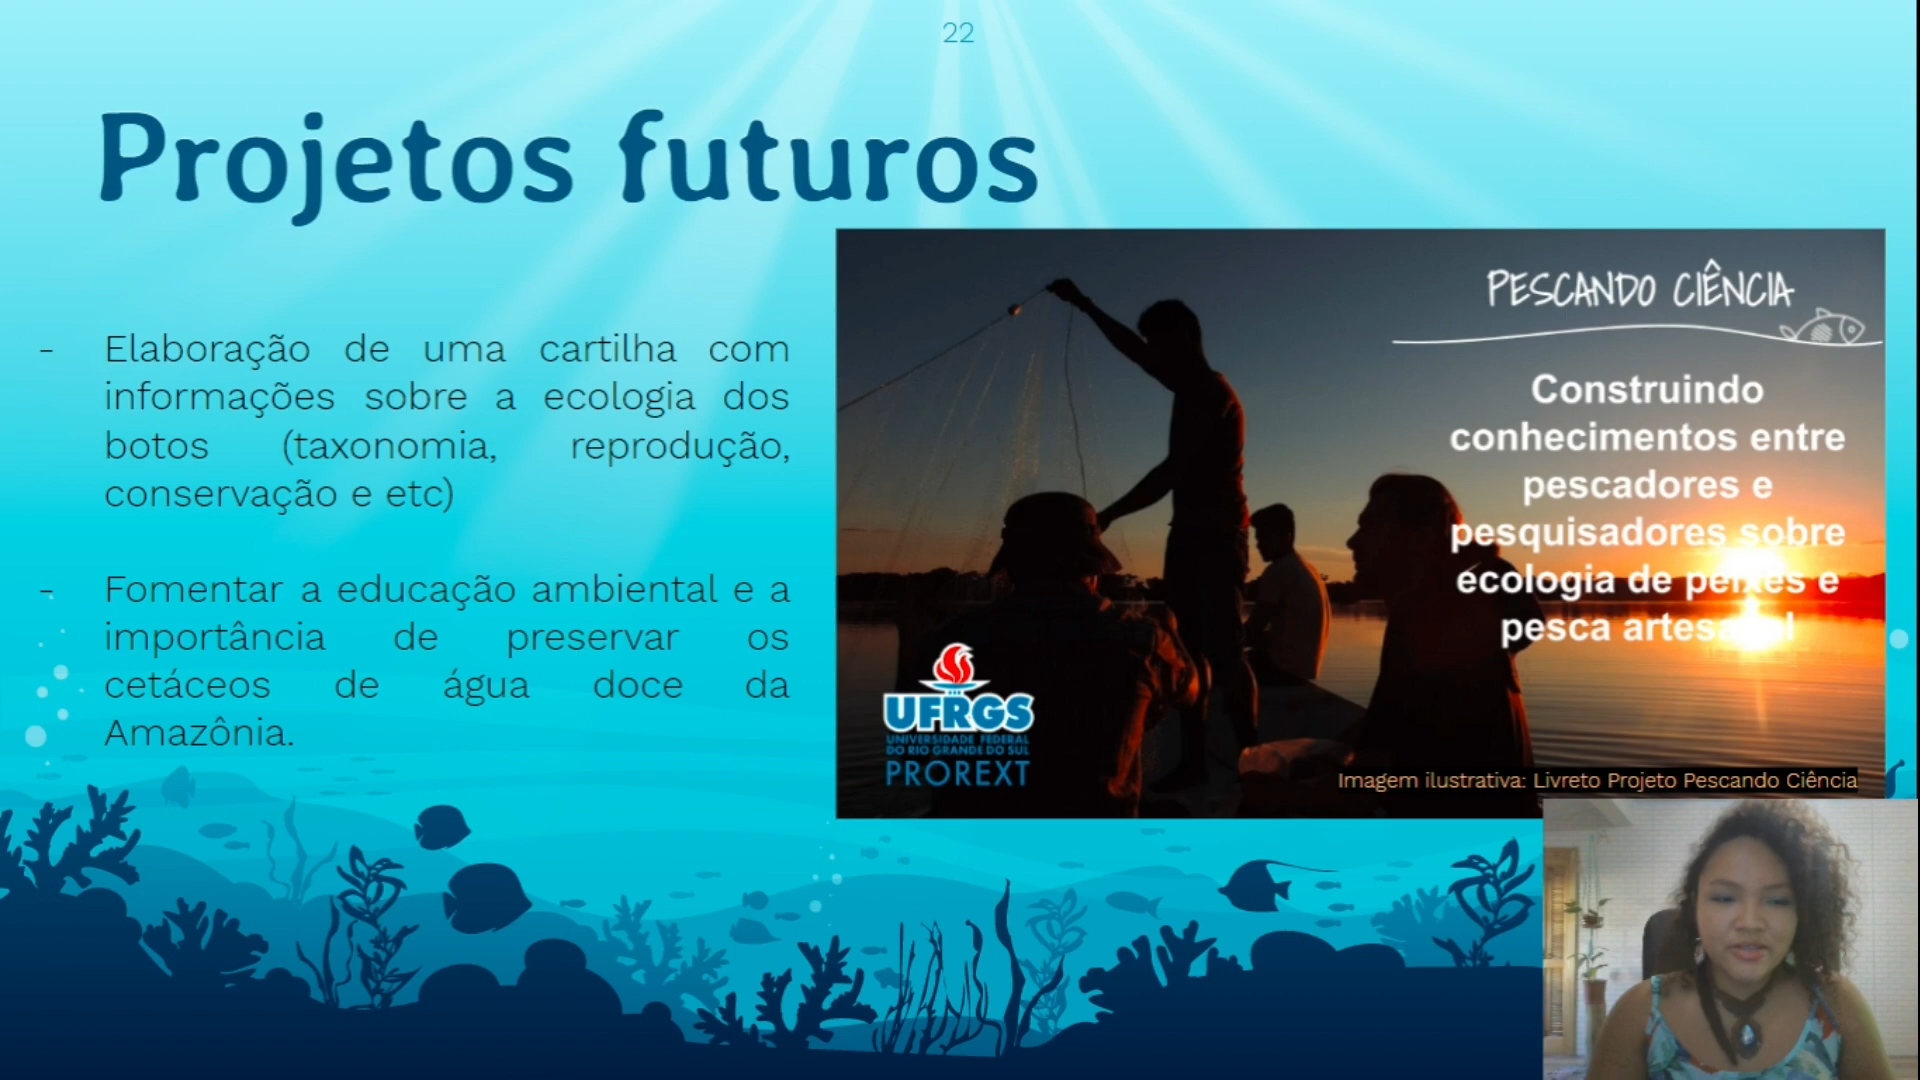 22
Projetos futuros
- Elaboração de uma cartilha com
informações sobre a ecologia dos
botos (taxonomia, reprodução,
conservação e etc)
- Fomentar a educação ambiental e a
importância de preservar os
cetáceos de água doce da
Amazônia.
PESCANDO CIÊNCIA
Construindo
conhecimentos entre
pescadores e
pesquisadores sobre
ecologia de peixes e
pesca artesanal
UFRGS
UNIVERSIDADE FEDERAL
DO RIO GRANDE DO SUL
PROREXT
Imagem ilustrativa: Livreto Projeto Pescando Ciência